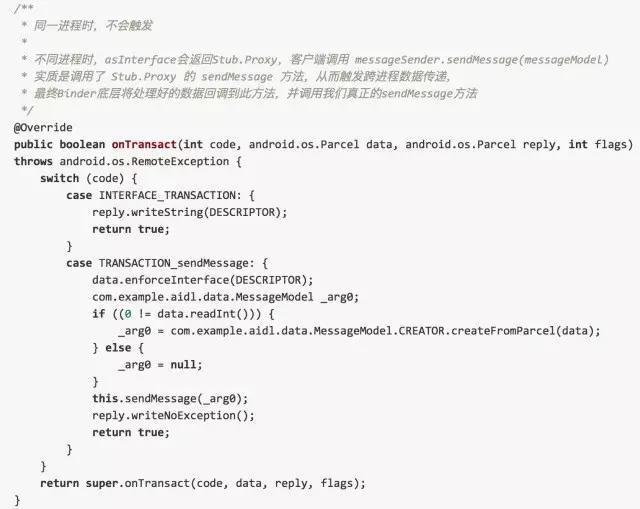 /**
 * 同一进程时，不会触发
 *
 * 不同进程时，asInterface会返回Stub.Proxy，客户端调用 messageSender.sendMessage(messageModel)
 * 实质是调用了 Stub.Proxy 的 sendMessage 方法，从而触发跨进程数据传递，
 * 最终Binder底层将处理好的数据回调到此方法，并调用我们真正的sendMessage方法
 */
@Override
public boolean onTransact(int code, android.os.Parcel data, android.os.Parcel reply, int flags)
throws android.os.RemoteException {
    switch (code) {
        case INTERFACE_TRANSACTION: {
            reply.writeString(DESCRIPTOR);
            return true;
        }
        case TRANSACTION_sendMessage: {
            data.enforceInterface(DESCRIPTOR);
            com.example.aidl.data.MessageModel _arg0;
            if ((0 != data.readInt())) {
                _arg0 = com.example.aidl.data.MessageModel.CREATOR.createFromParcel(data);
            } else {
                _arg0 = null;
            }
            this.sendMessage(_arg0);
            reply.writeNoException();
            return true;
        }
    }
    return super.onTransact(code, data, reply, flags);
}